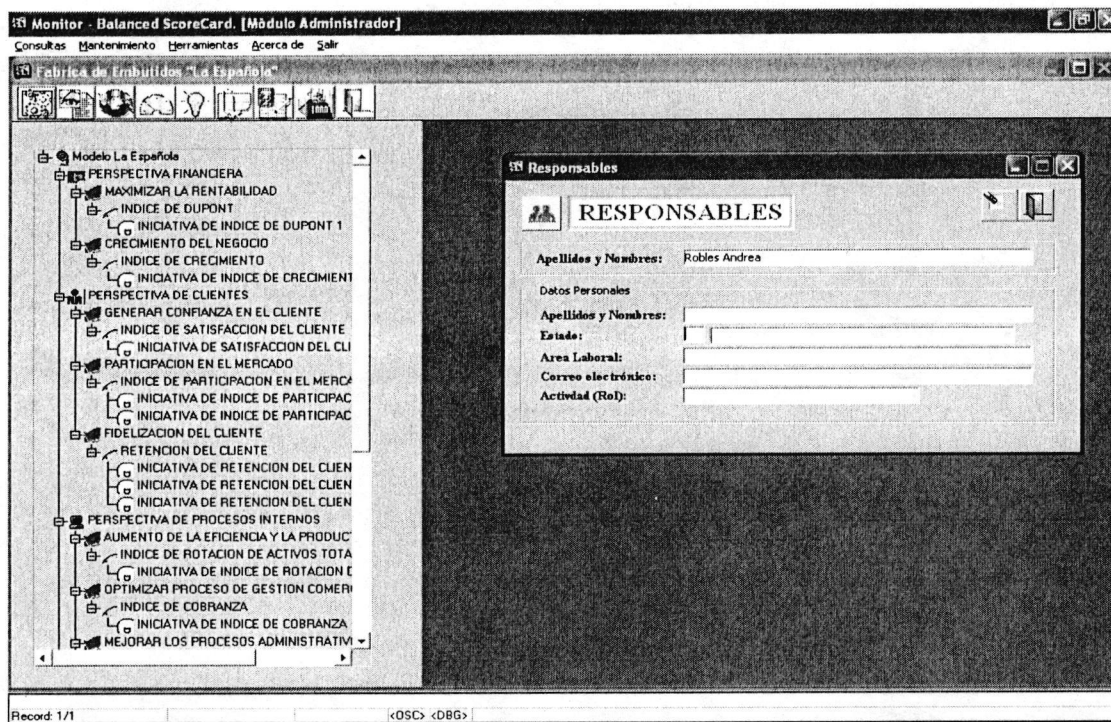 Monitor - Balanced ScoreCard. [Módulo Administrador]
Consultas Mantenimiento Herramientas Acerca de Salir
Fabrica de Embutidos "La Española"
Modelo La Española
PERSPECTIVA FINANCIERA
MAXIMIZAR LA RENTABILIDAD
INDICE DE DUPONT
INICIATIVA DE INDICE DE DUPONT 1
CRECIMIENTO DEL NEGOCIO
INDICE DE CRECIMIENTO
INICIATIVA DE INDICE DE CRECIMIENT
PERSPECTIVA DE CLIENTES
GENERAR CONFIANZA EN EL CLIENTE
INDICE DE SATISFACCION DEL CLIENTE
INICIATIVA DE SATISFACCION DEL CLI
PARTICIPACION EN EL MERCADO
INDICE DE PARTICIPACION EN EL MERCA
INICIATIVA DE INDICE DE PARTICIPAC
INICIATIVA DE INDICE DE PARTICIPAC
FIDELIZACION DEL CLIENTE
RETENCION DEL CLIENTE
INICIATIVA DE RETENCION DEL CLIEN
INICIATIVA DE RETENCION DEL CLIEN
INICIATIVA DE RETENCION DEL CLIEN
PERSPECTIVA DE PROCESOS INTERNOS
AUMENTO DE LA EFICIENCIA Y LA PRODUCT
INDICE DE ROTACION DE ACTIVOS TOTA
INICIATIVA DE INDICE DE ROTACION D
OPTIMIZAR PROCESO DE GESTION COMER
INDICE DE COBRANZA
INICIATIVA DE INDICE DE COBRANZA
MEJORAR LOS PROCESOS ADMINISTRATIV
Responsables
RESPONSABLES
Apellidos y Nombres: Robles Andrea
Datos Personales
Apellidos y Nombres:
Estado:
Area Laboral:
Correo electrónico:
Actividad (Rol):
Record: 1/1 <OSC> <DBG>